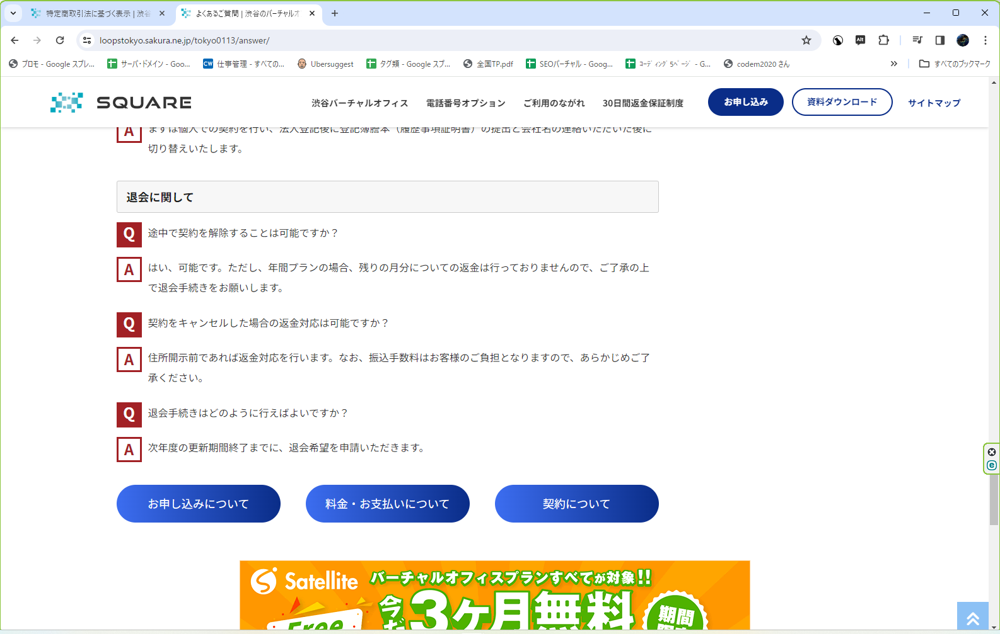 特定商取引法に基づく表示 | 渋谷
よくあるご質問 | 渋谷のバーチャルオ
loopstokyo.sakura.ne.jp/tokyo0113/answer/
プロモ - Google スプレ...
サーバ・ドメイン - Goo...
CW 仕事管理 - すべての...
Ubersuggest
タグ類 - Google スプ...
全国TP.pdf
SEOバーチャル - Goog...
コーディング 5ページ - G...
codem2020 さん
すべてのブックマーク
SQUARE
渋谷バーチャルオフィス
電話番号オプション
ご利用のながれ
30日間返金保証制度
お申し込み
資料ダウンロード
サイトマップ
A まずは個人での契約を行い、法人登記後に登記簿謄本（履歴事項証明書）の提出と会社名の連絡いただいた後に
切り替えいたします。
退会に関して
Q 途中で契約を解除することは可能ですか？
A はい、可能です。ただし、年間プランの場合、残りの月分についての返金は行っておりませんので、ご了承の上
で退会手続きをお願いします。
Q 契約をキャンセルした場合の返金対応は可能ですか？
A 住所開示前であれば返金対応を行います。なお、振込手数料はお客様のご負担となりますので、あらかじめご了
承ください。
Q 退会手続きはどのように行えばよいですか？
A 次年度の更新期間終了までに、退会希望を申請いただきます。
お申し込みについて
料金・お支払いについて
契約について
Satellite
バーチャルオフィスプランすべてが対象!!
今だ
3ヶ月無料
期間
Free